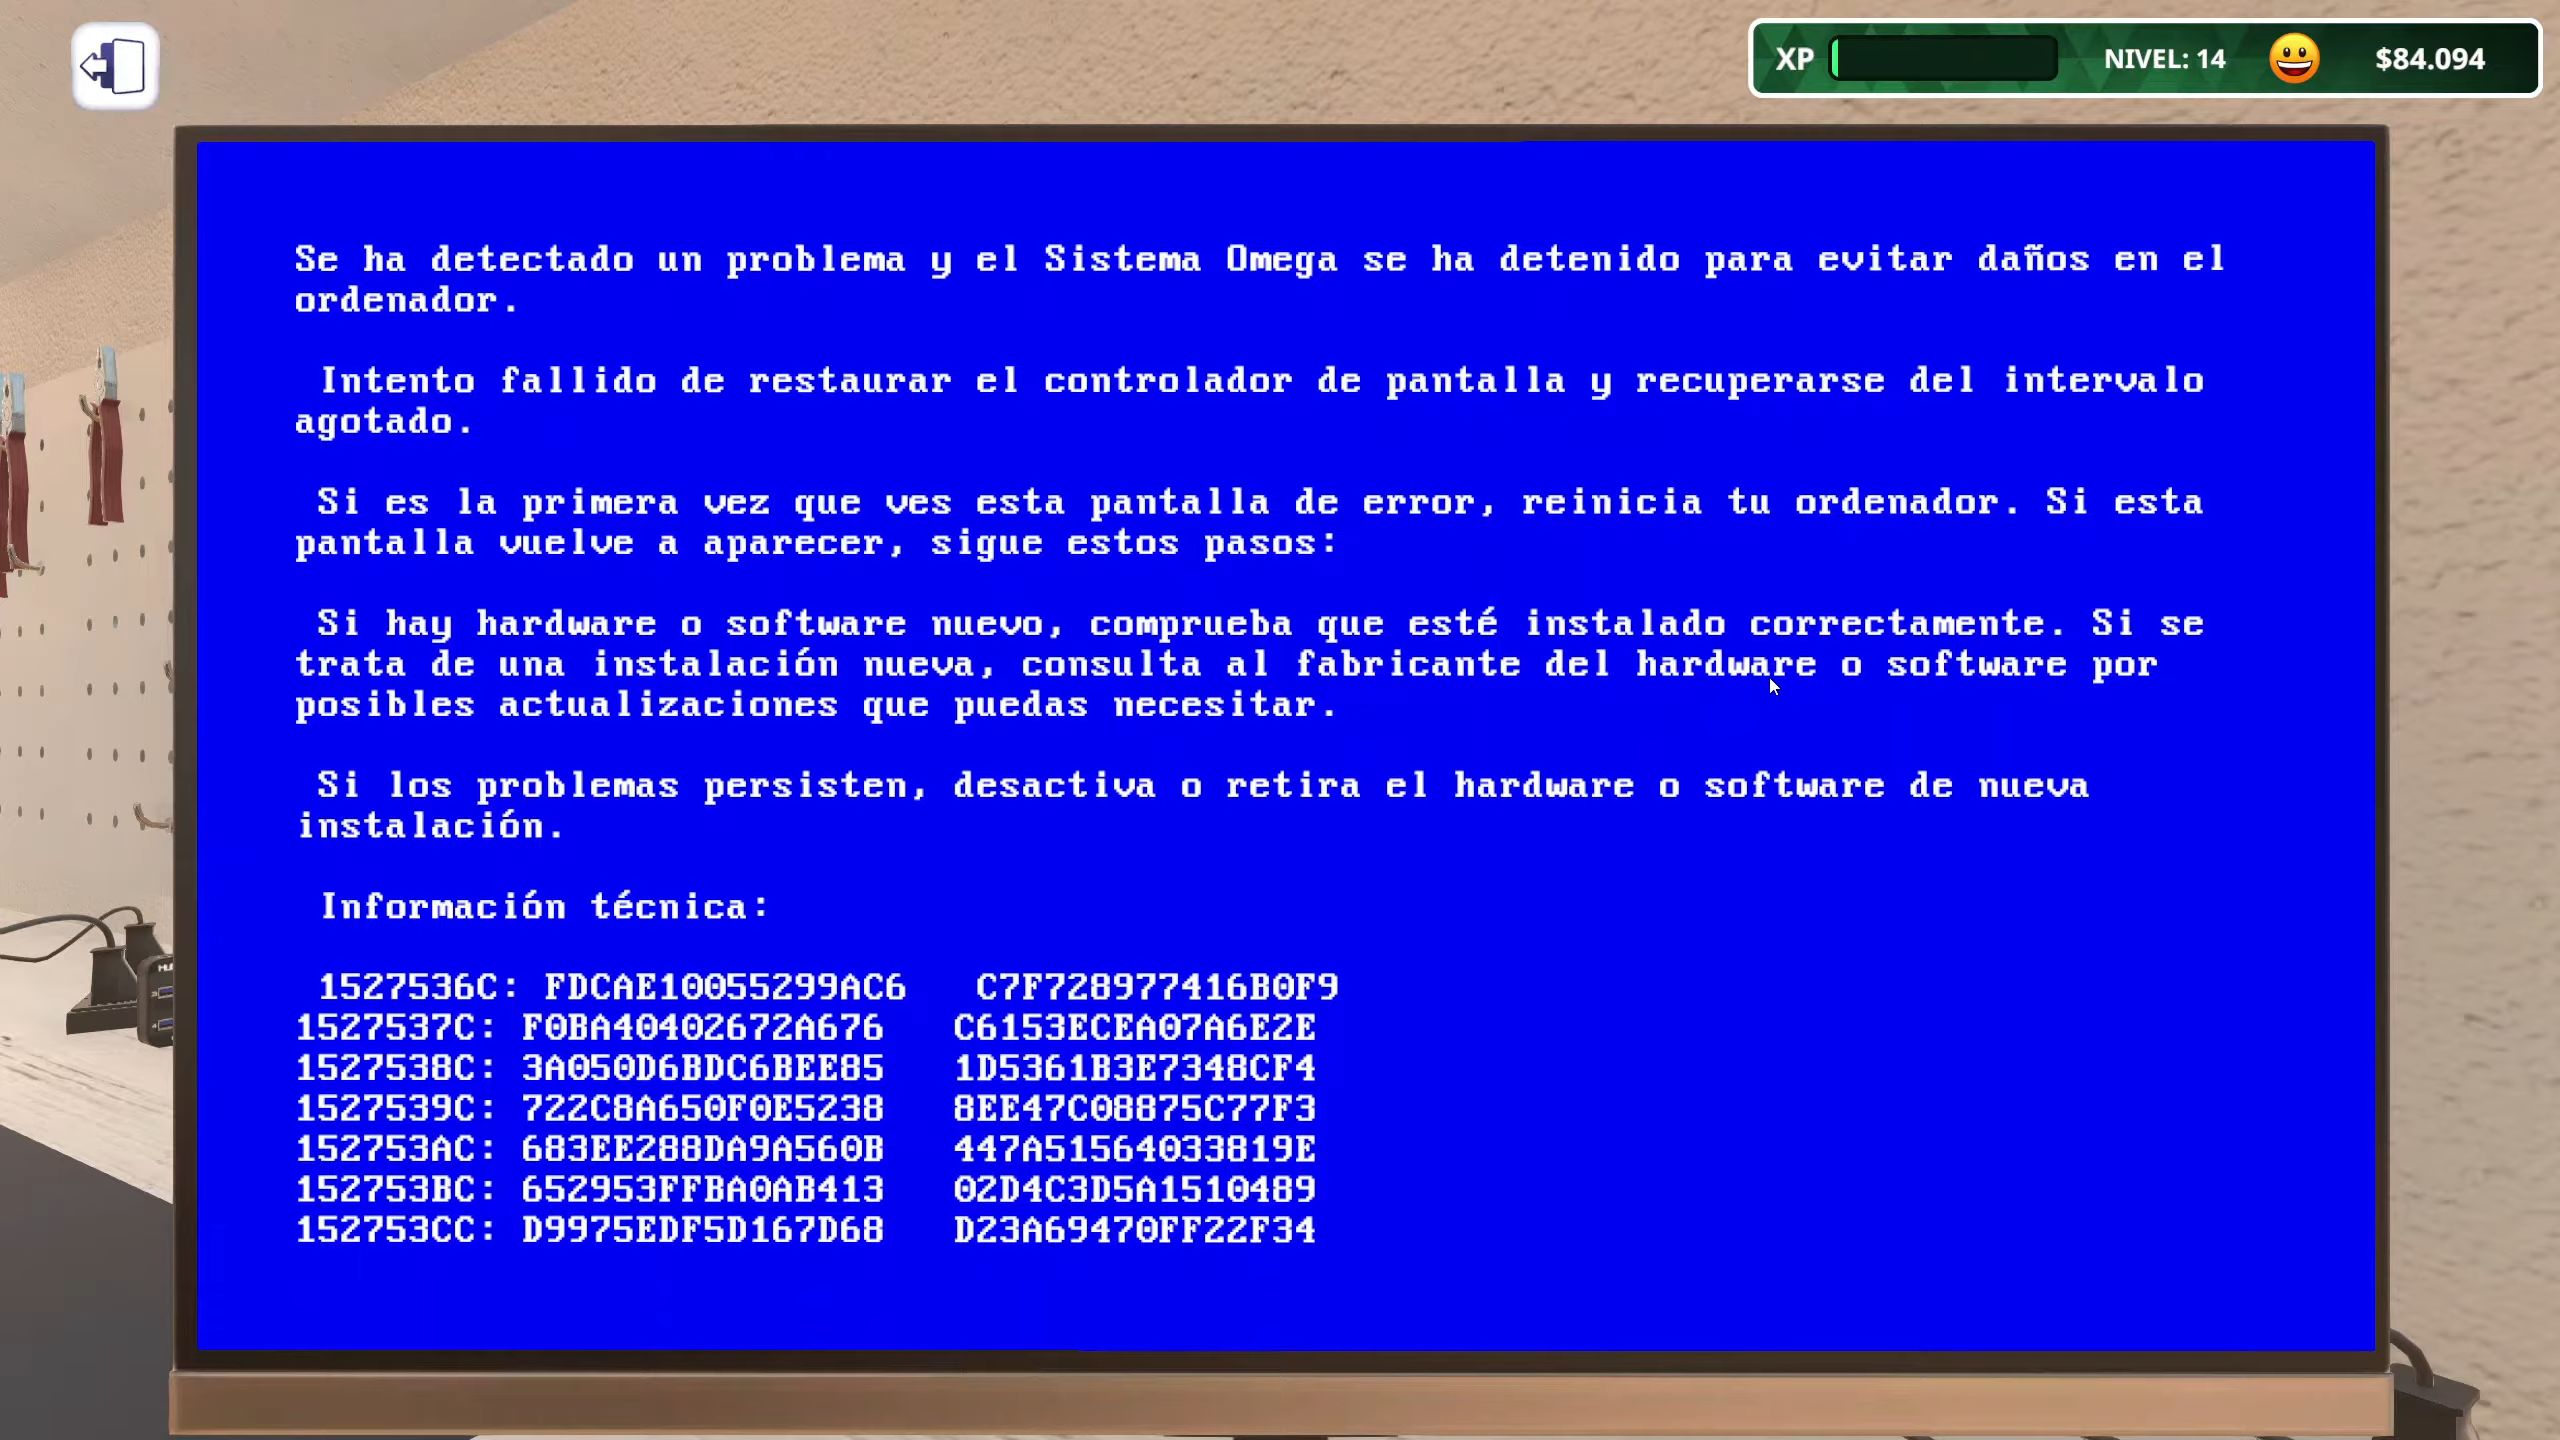 XP NIVEL: 14 $84.094
Se ha detectado un problema y el Sistema Omega se ha detenido para evitar daños en el
ordenador.
Intento fallido de restaurar el controlador de pantalla y recuperarse del intervalo
agotado.
Si es la primera vez que ves esta pantalla de error, reinicia tu ordenador. Si esta
pantalla vuelve a aparecer, sigue estos pasos:
Si hay hardware o software nuevo, comprueba que esté instalado correctamente. Si se
trata de una instalación nueva, consulta al fabricante del hardware o software por
posibles actualizaciones que puedas necesitar.
Si los problemas persisten, desactiva o retira el hardware o software de nueva
instalación.
Información técnica:
1527536C: FDCAE10055299AC6 C7F728977416B0F9
1527537C: F0BA40402672A676 C6153ECEA07A6E2E
1527538C: 3A050D6BDC6BEE85 1D5361B3E7348CF4
1527539C: 722C8A650F0E5238 8EE47C08875C77F3
152753AC: 683EE288DA9A560B 447A51564033819E
152753BC: 652953FFBA0AB413 02D4C3D5A1510489
152753CC: D9975EDF5D167D68 D23A69470FF22F34